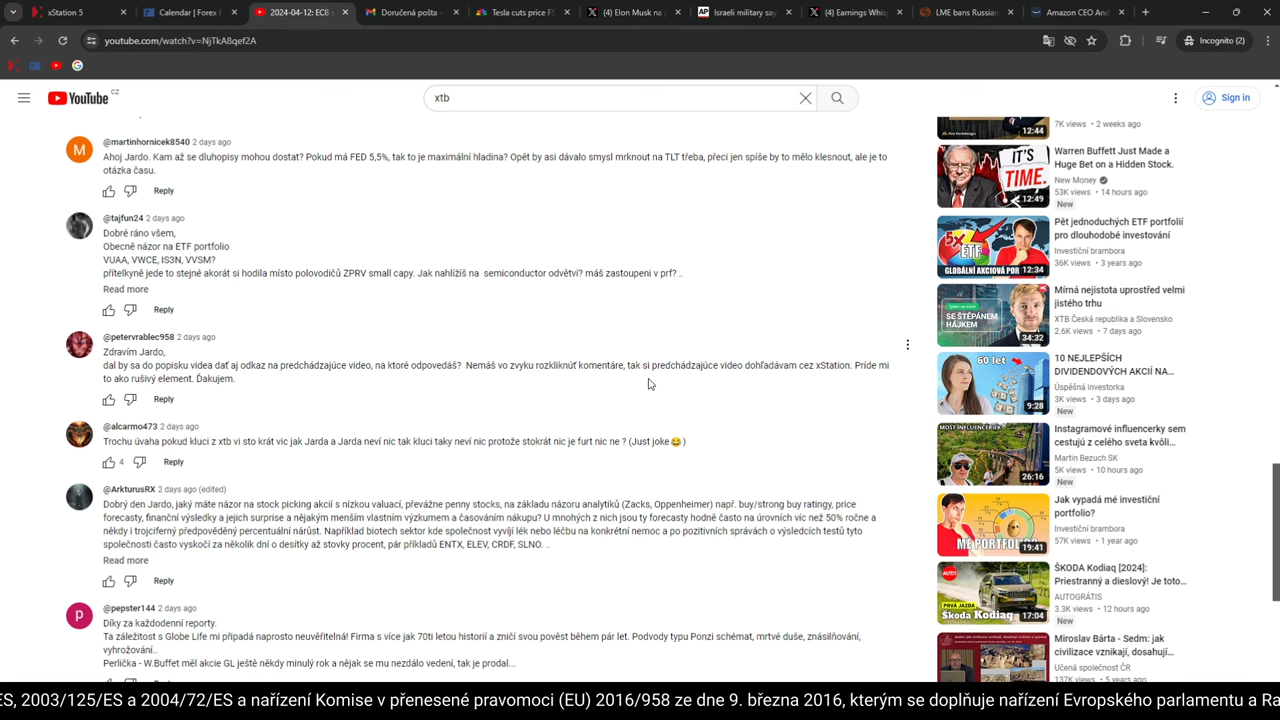 xStation 5
Calendar | Forex F
2024-04-12: ECB a
Doručená pošta -
Tesla cuts price FS
(4) Elon Musk na
Israeli military say
(4) Earnings Whis
LME bans Russian
Amazon CEO And
youtube.com/watch?v=NjTkA8qef2A
Incognito (2)
YouTube CZ
xtb
Sign in
@martinhornicek8540 2 days ago
Ahoj Jardo. Kam až se dluhopisy mohou dostat? Pokud má FED 5,5%, tak to je maximální hladina? Opět by asi dávalo smysl mrknout na TLT třeba, přeci jen spíše by to mělo klesnout, ale je to
otázka času.
Reply
@tajfun24 2 days ago
Dobré ráno všem,
Obecně názor na ETF portfolio
VUAA, VWCE, IS3N, VVSM?
přítelkyně jede to stejné akorát si hodila místo polovodičů ZPRV small capy. Jak nahlížíš na semiconductor odvětví? máš zastoupeni v prf? ..
Read more
Reply
@petervrablec958 2 days ago
Zdravím Jardo,
dal by sa do popisku videa dať aj odkaz na predchádzajúce video, na ktoré odpovedáš? Nemáš vo zvyku rozkliknúť komentáre, tak si predchádzajúce video dohľadávam cez xStation. Príde mi
to ako rušivý element. Ďakujem.
Reply
@alcarmo473 2 days ago
Trochu úvaha pokud kluci z xtb ví sto krát víc jak Jarda a Jarda neví nic tak kluci taky neví nic protože stokrát nic je furt nic ne ? (Just joke 😂 )
4 Reply
@ArkturusRX 2 days ago (edited)
Dobrý den Jardo, jaký máte názor na stock picking akcií s nízkou valuací, převážne penny stocks, na základu názoru analytiků (Zacks, Oppenheimer) např. buy/strong buy ratingy, price
forecasty, finanční výsledky a jejich surprise a nějakým menším vlastním výzkumem a časováním nákupu? U mnohých z nich jsou ty forecasty hodně často na úrovních víc než 50% ročne a
někdy i trojciferný předpověděný percentuální nárůst. Například biotech sektor kde společnost vyvíjí lék nebo léčbu na konkrétní nemoc a po pozitivních správách o výsledcích testů tyto
společnosti často vyskočí za několik dní o desítky až stovky procent, pár příkladů ENTX, ELEV, CRDF, SLNO. ..
Read more
Reply
@pepster144 2 days ago
Díky za každodenní reporty.
Ta záležitost s Globe Life mi připadá naprosto neuvěřitelná! Firma s více jak 70ti letou historií a zničí svou pověst během pár let. Podvody typu Ponzi schémat, mrtvé duše, znásilňování,
vyhrožování..
Perlička - W.Buffet měl akcie GL ještě někdy minulý rok a nějak se mu nezdálo vedení, tak je prodal...
12:44
7K views • 2 weeks ago
IT'S
TIME.
12:49
Warren Buffett Just Made a
Huge Bet on a Hidden Stock.
New Money
53K views • 14 hours ago
New
5x
ETF
GLOBÁLNÍ AKCIOVÁ POR
12:34
Pět jednoduchých ETF portfolií
pro dlouhodobé investování
Investiční brambora
36K views • 3 years ago
SE ŠTĚPÁNEM
HÁJKEM
34:32
Mírná nejistota uprostřed velmi
jistého trhu
XTB Česká republika a Slovensko
2.6K views • 7 days ago
60 let
9:28
10 NEJLEPŠÍCH
DIVIDENDOVÝCH AKCIÍ NA...
Úspěšná investorka
3K views • 3 days ago
New
MOST INFLUENCERIEK
26:16
Instagramové influencerky sem
cestujú z celého sveta kvôli...
Martin Bezuch SK
5K views • 10 hours ago
New
MÉ PORTFOLIO
19:41
Jak vypadá mé investiční
portfolio?
Investiční brambora
57K views • 1 year ago
AUTO
PRVÁ JAZDA
Škoda Kodiaq
17:04
ŠKODA Kodiaq [2024]:
Priestranný a dieslový! Je toto...
AUTOGRÁTIS
3.3K views • 12 hours ago
New
Miroslav Bárta - Sedm: jak
civilizace vznikají, dosahují...
Učená společnost ČR
137K views • 5 years ago
ES, 2003/125/ES a 2004/72/ES a nařízení Komise v prenesené pravomoci (EU) 2016/958 ze dne 9. března 2016, kterým se doplňuje nařízení Evropského parlamentu a Ra